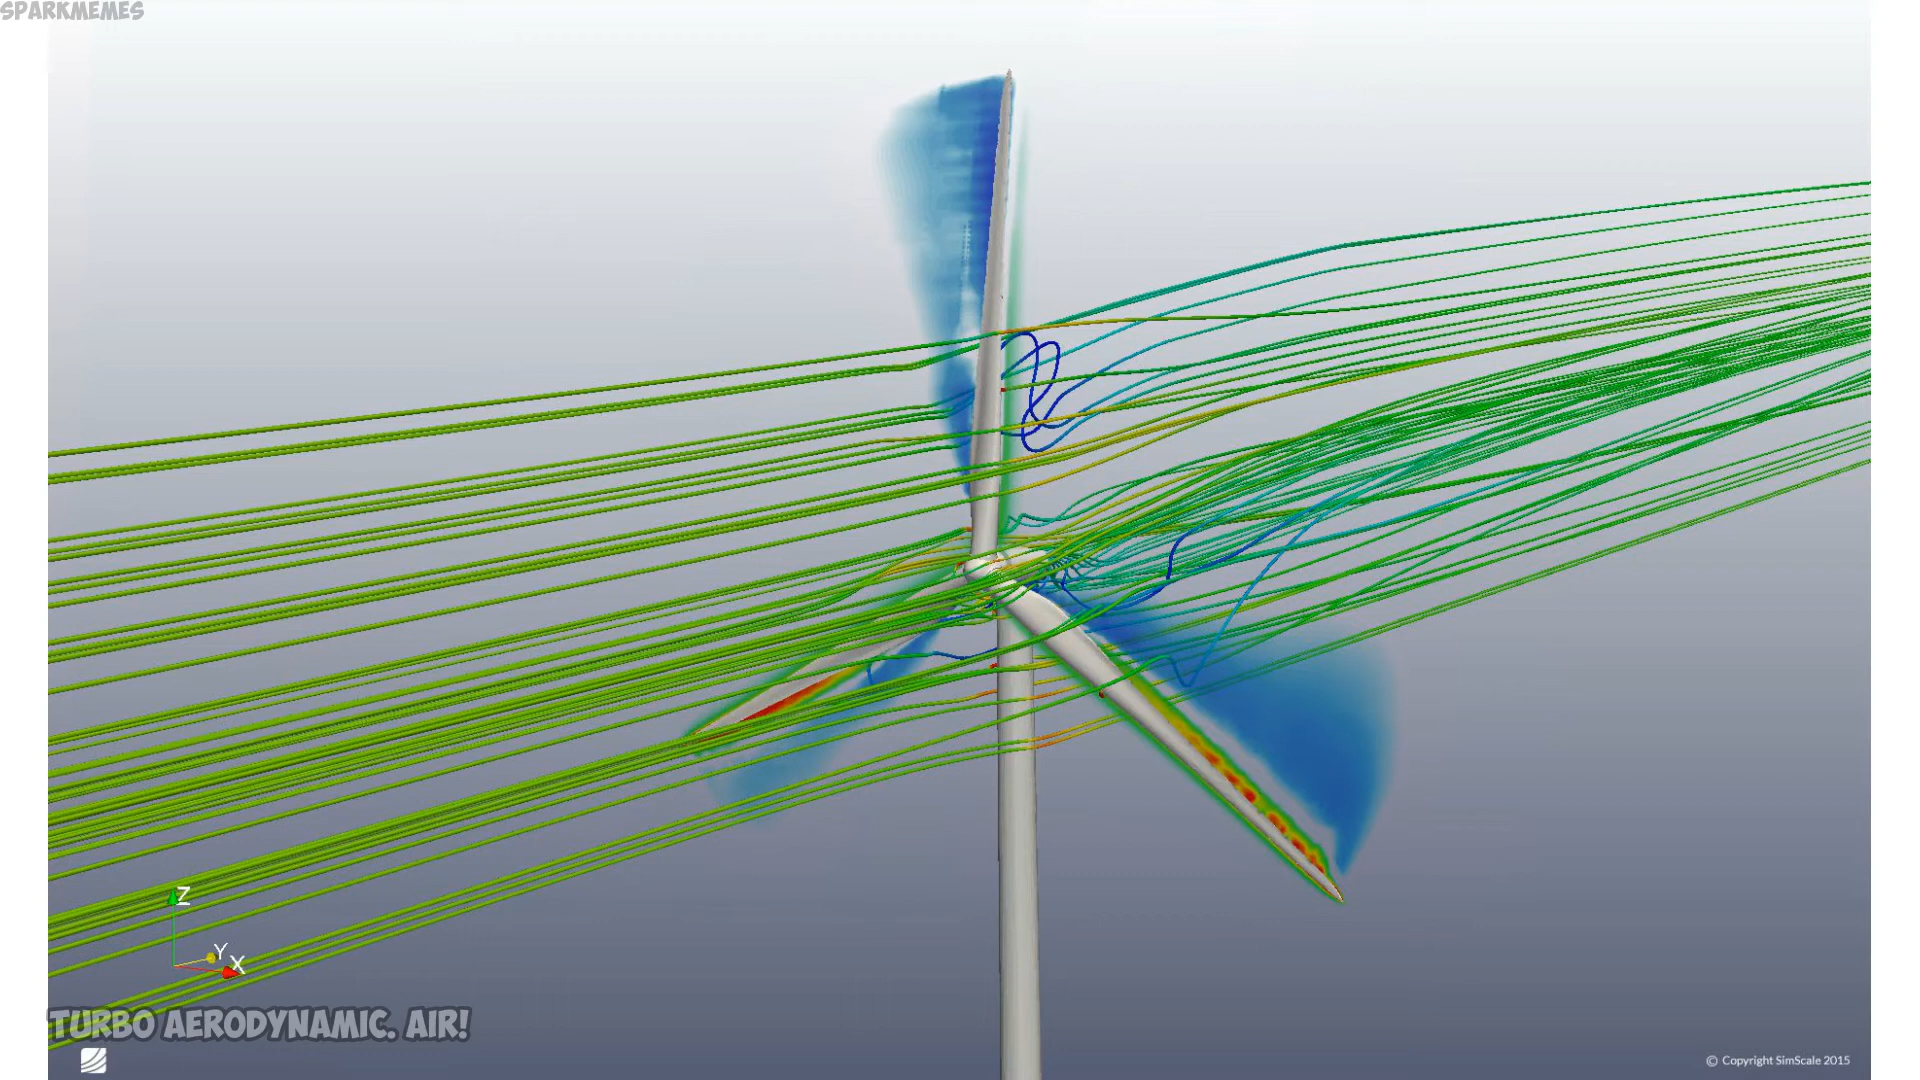 SPARKMEMES
Z
Y
X
TURBO AERODYNAMIC. AIR!
© Copyright SimScale 2015